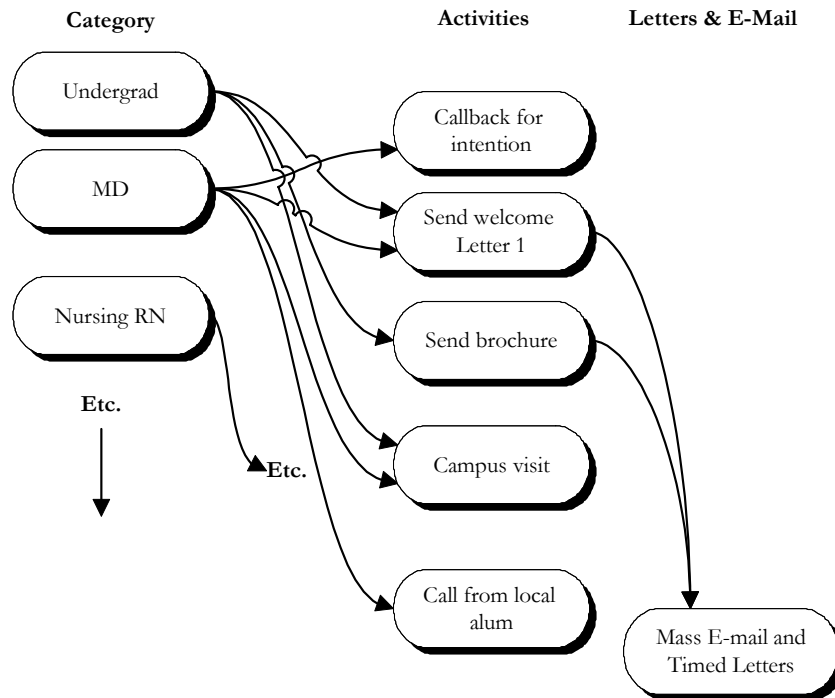 Category
Activities
Letters & E-Mail
Undergrad
MD
Nursing RN
Etc.
Etc.
Callback for
intention
Send welcome
Letter 1
Send brochure
Campus visit
Call from local
alum
Mass E-mail and
Timed Letters